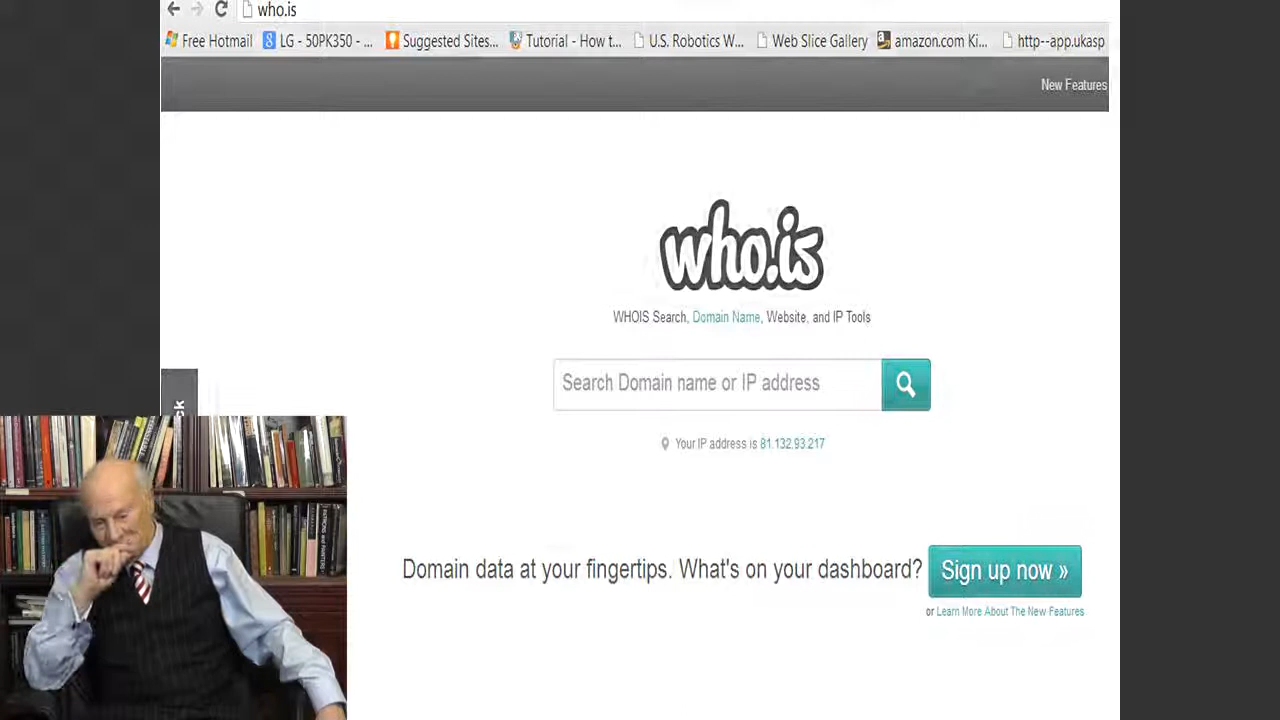 who.is
Free Hotmail LG - 50PK350 - ... Suggested Sites... Tutorial - How t... U.S. Robotics W... Web Slice Gallery amazon.com Ki... http--app.ukasp
New Features
who.is
WHOIS Search, Domain Name, Website, and IP Tools
Search Domain name or IP address
Your IP address is 81.132.93.217
Domain data at your fingertips. What's on your dashboard? Sign up now »
or Learn More About The New Features